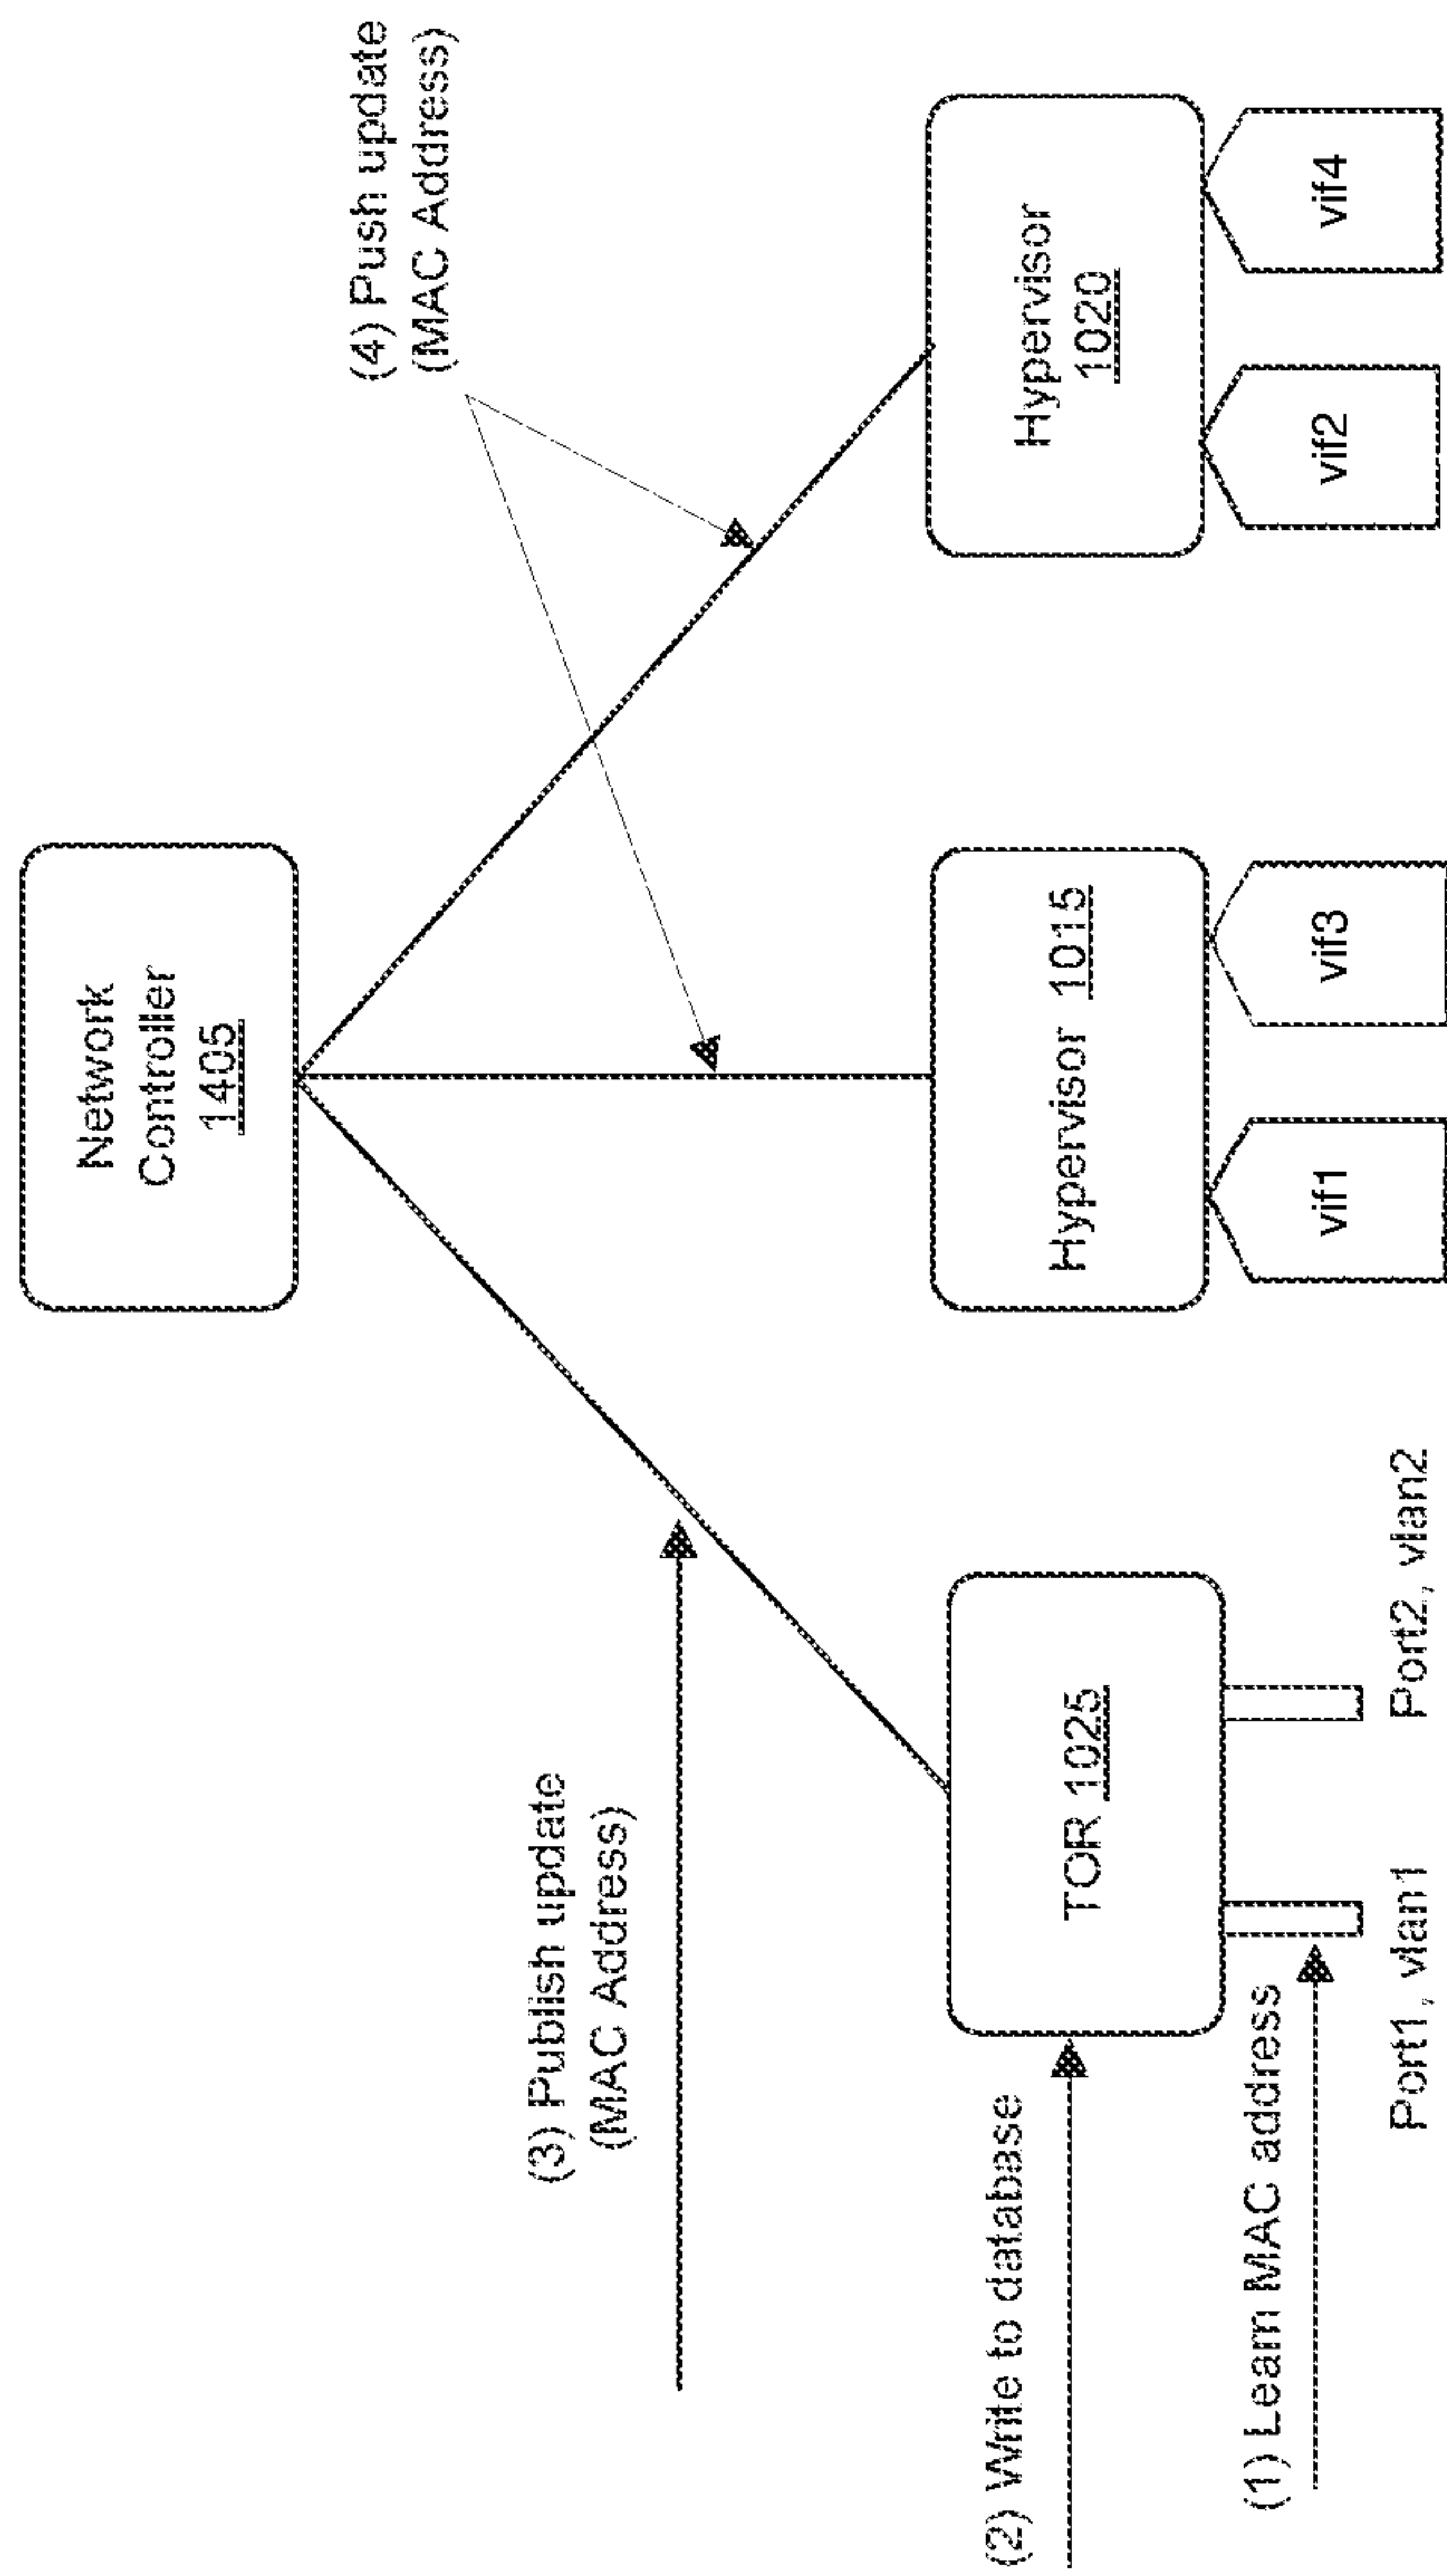 Network
Controller
1405
(4) Push update
(MAC Address)
(3) Publish update
(MAC Address)
(2) Write to database
TOR 1025
Hypervisor 1015
Hypervisor
1020
(1) Learn MAC address
Port1, vlan1
Port2, vlan2
vif1
vif3
vif2
vif4